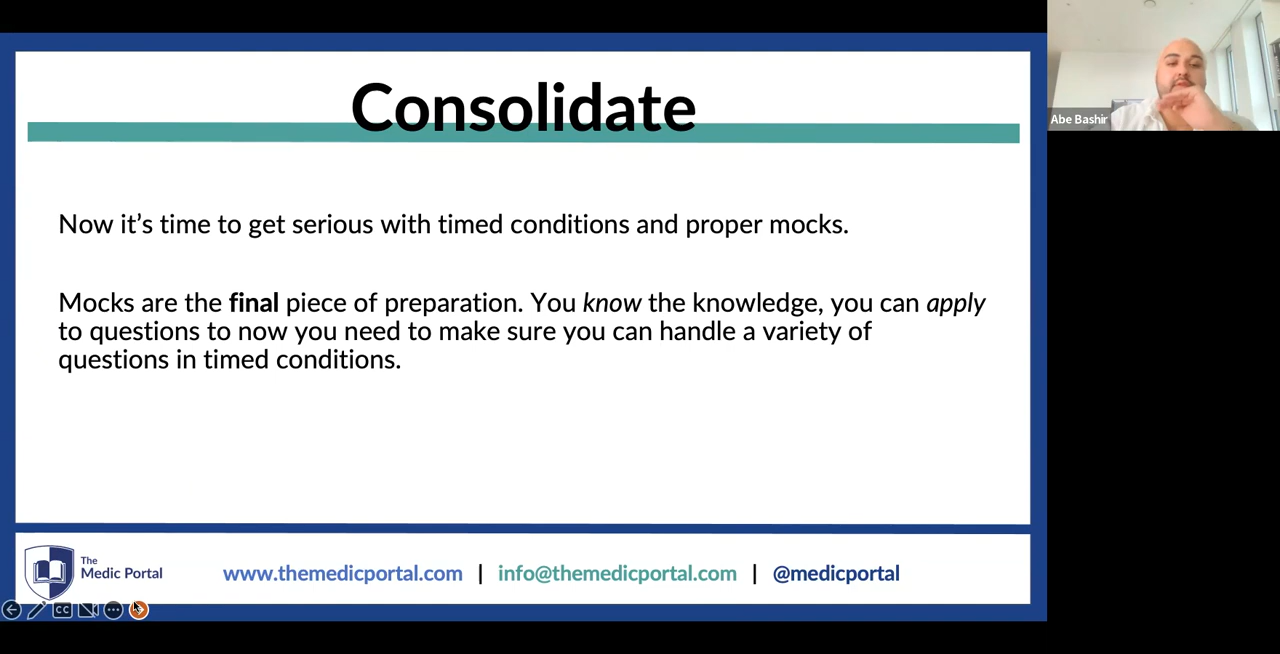 Consolidate
Now it's time to get serious with timed conditions and proper mocks.
Mocks are the final piece of preparation. You know the knowledge, you can apply
to questions to now you need to make sure you can handle a variety of
questions in timed conditions.
The
Medic Portal
www.themedicportal.com | info@themedicportal.com | @medicportal
CC
Abe Bashir